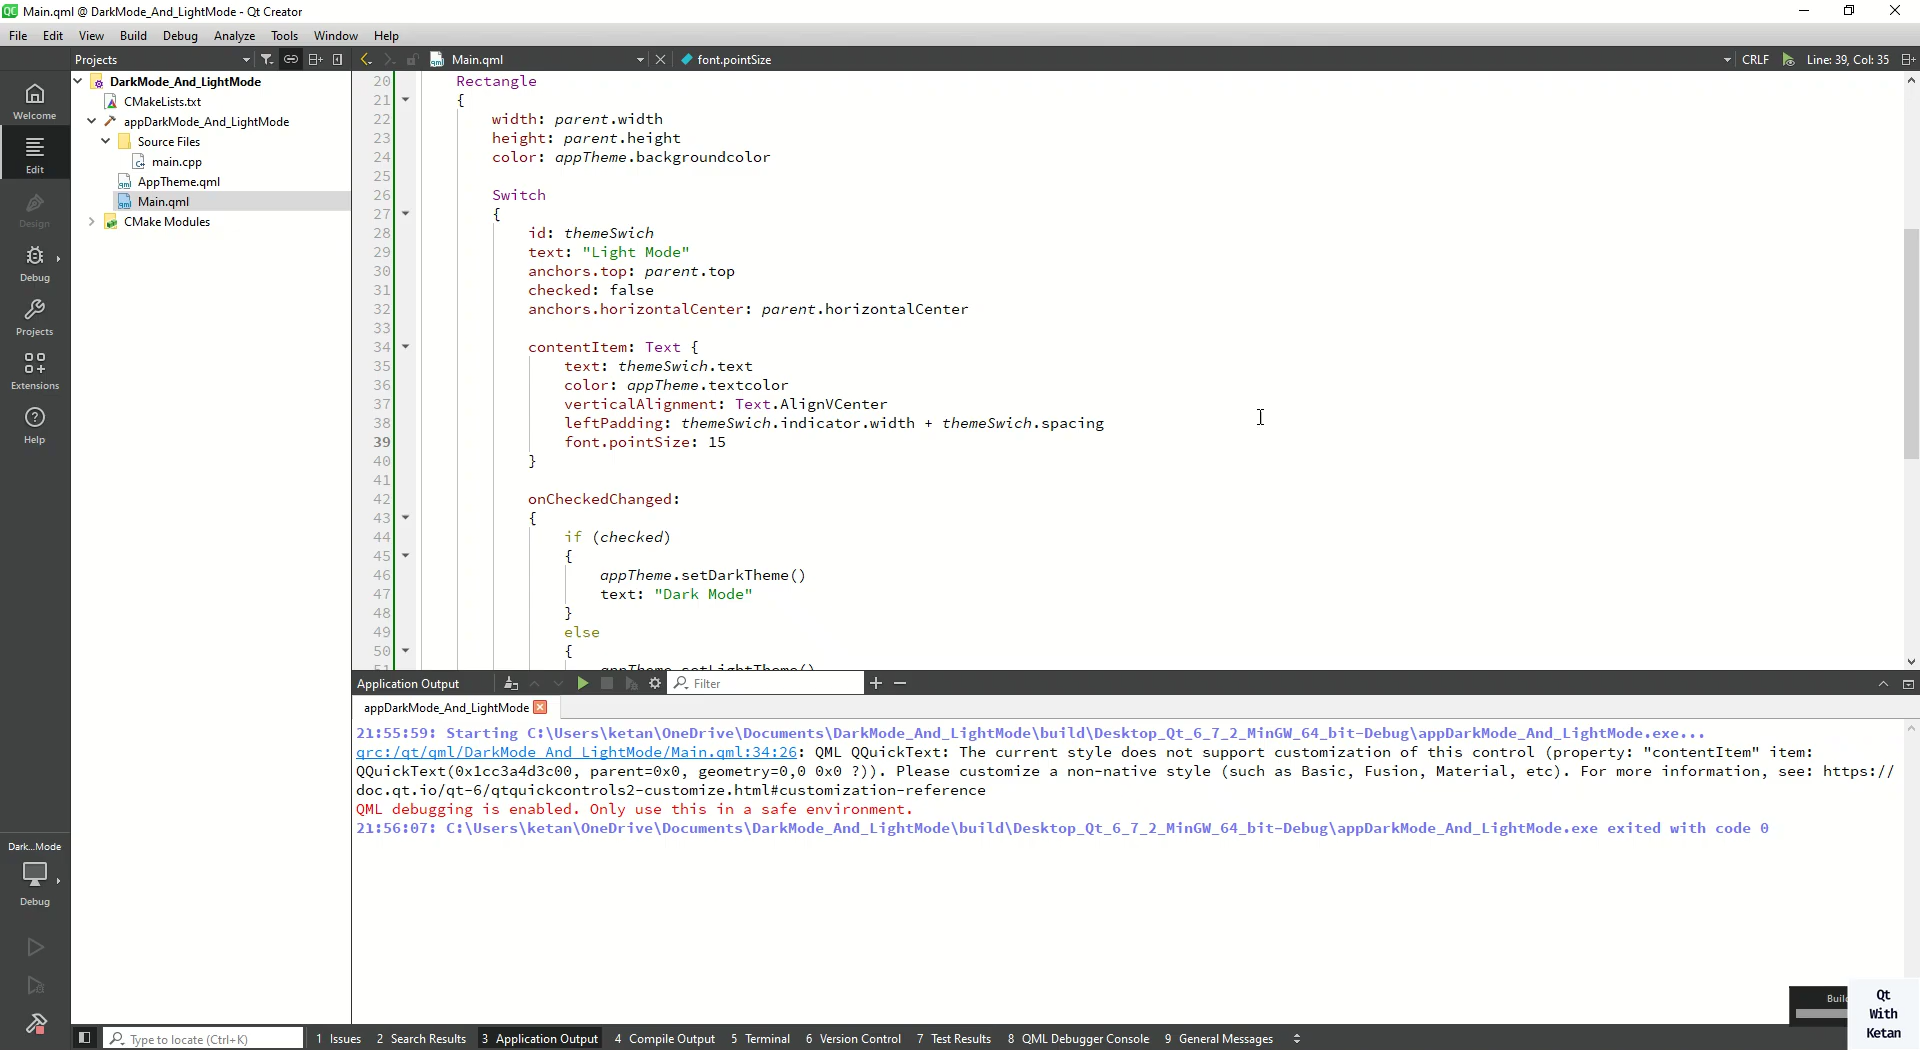 Main.qml @ DarkMode_And_LightMode - Qt Creator
File Edit View Build Debug Analyze Tools Window Help
Projects Main.qml font.pointSize CRLF Line: 39, Col: 35
Welcome
Edit
Design
Debug
Projects
Extensions
Help
Dark...Mode
Debug
DarkMode_And_LightMode
CMakeLists.txt
appDarkMode_And_LightMode
Source Files
main.cpp
AppTheme.qml
Main.qml
CMake Modules
20 Rectangle
21 {
22 width: parent.width
23 height: parent.height
24 color: appTheme.backgroundcolor
25
26 Switch
27 {
28 id: themeSwich
29 text: "Light Mode"
30 anchors.top: parent.top
31 checked: false
32 anchors.horizontalCenter: parent.horizontalCenter
33
34 contentItem: Text {
35 text: themeSwich.text
36 color: appTheme.textcolor
37 verticalAlignment: Text.AlignVCenter
38 leftPadding: themeSwich.indicator.width + themeSwich.spacing
39 font.pointSize: 15
40 }
41
42 onCheckedChanged:
43 {
44 if (checked)
45 {
46 appTheme.setDarkTheme()
47 text: "Dark Mode"
48 }
49 else
50 {
51 appTheme.setLightTheme()
Application Output Filter
appDarkMode_And_LightMode
21:55:59: Starting C:\Users\ketan\OneDrive\Documents\DarkMode_And_LightMode\build\Desktop_Qt_6_7_2_MinGW_64_bit-Debug\appDarkMode_And_LightMode.exe...
qrc:/qt/qml/DarkMode_And_LightMode/Main.qml:34:26: QML QQuickText: The current style does not support customization of this control (property: "contentItem" item:
QQuickText(0x1cc3a4d3c00, parent=0x0, geometry=0,0 0x0 ?)). Please customize a non-native style (such as Basic, Fusion, Material, etc). For more information, see: https://
doc.qt.io/qt-6/qtquickcontrols2-customize.html#customization-reference
QML debugging is enabled. Only use this in a safe environment.
21:56:07: C:\Users\ketan\OneDrive\Documents\DarkMode_And_LightMode\build\Desktop_Qt_6_7_2_MinGW_64_bit-Debug\appDarkMode_And_LightMode.exe exited with code 0
Qt
With
Ketan
Type to locate (Ctrl+K) 1 Issues 2 Search Results 3 Application Output 4 Compile Output 5 Terminal 6 Version Control 7 Test Results 8 QML Debugger Console 9 General Messages